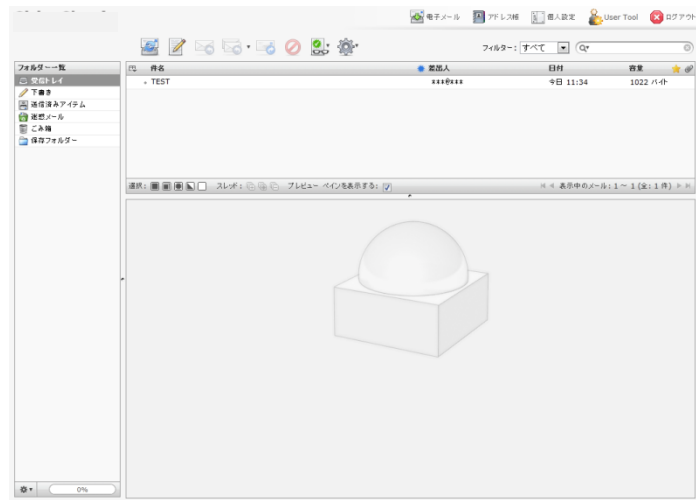 電子メール アドレス帳 個人設定 User Tool ログアウト
フィルター: すべて
フォルダー一覧
受信トレイ
下書き
送信済みアイテム
迷惑メール
ごみ箱
保存フォルダー
件名 差出人 日付 容量
TEST ***@*** 今日 11:34 1022 バイト
選択: スレッド: プレビュー ペインを表示する: 表示中のメール: 1 ~ 1 (全: 1 件)
0%